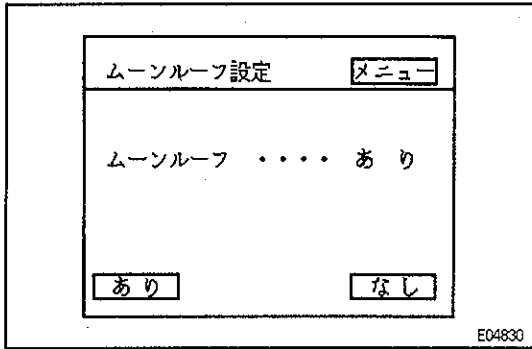 ムーンルーフ設定 メニュー
ムーンルーフ ・・・・ あ り
あ り な し
E04830